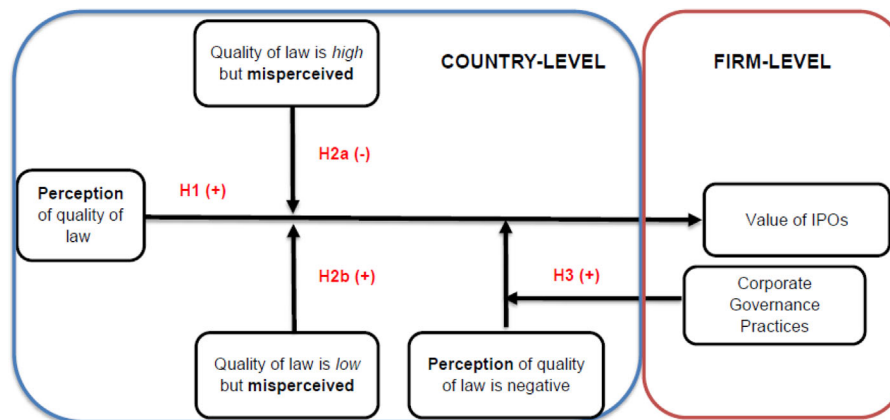 Quality of law is high
but misperceived
COUNTRY-LEVEL
FIRM-LEVEL
H2a (-)
H1 (+)
Perception
of quality of
law
Value of IPOs
H2b (+)
H3 (+)
Corporate
Governance
Practices
Quality of law is low
but misperceived
Perception of quality
of law is negative